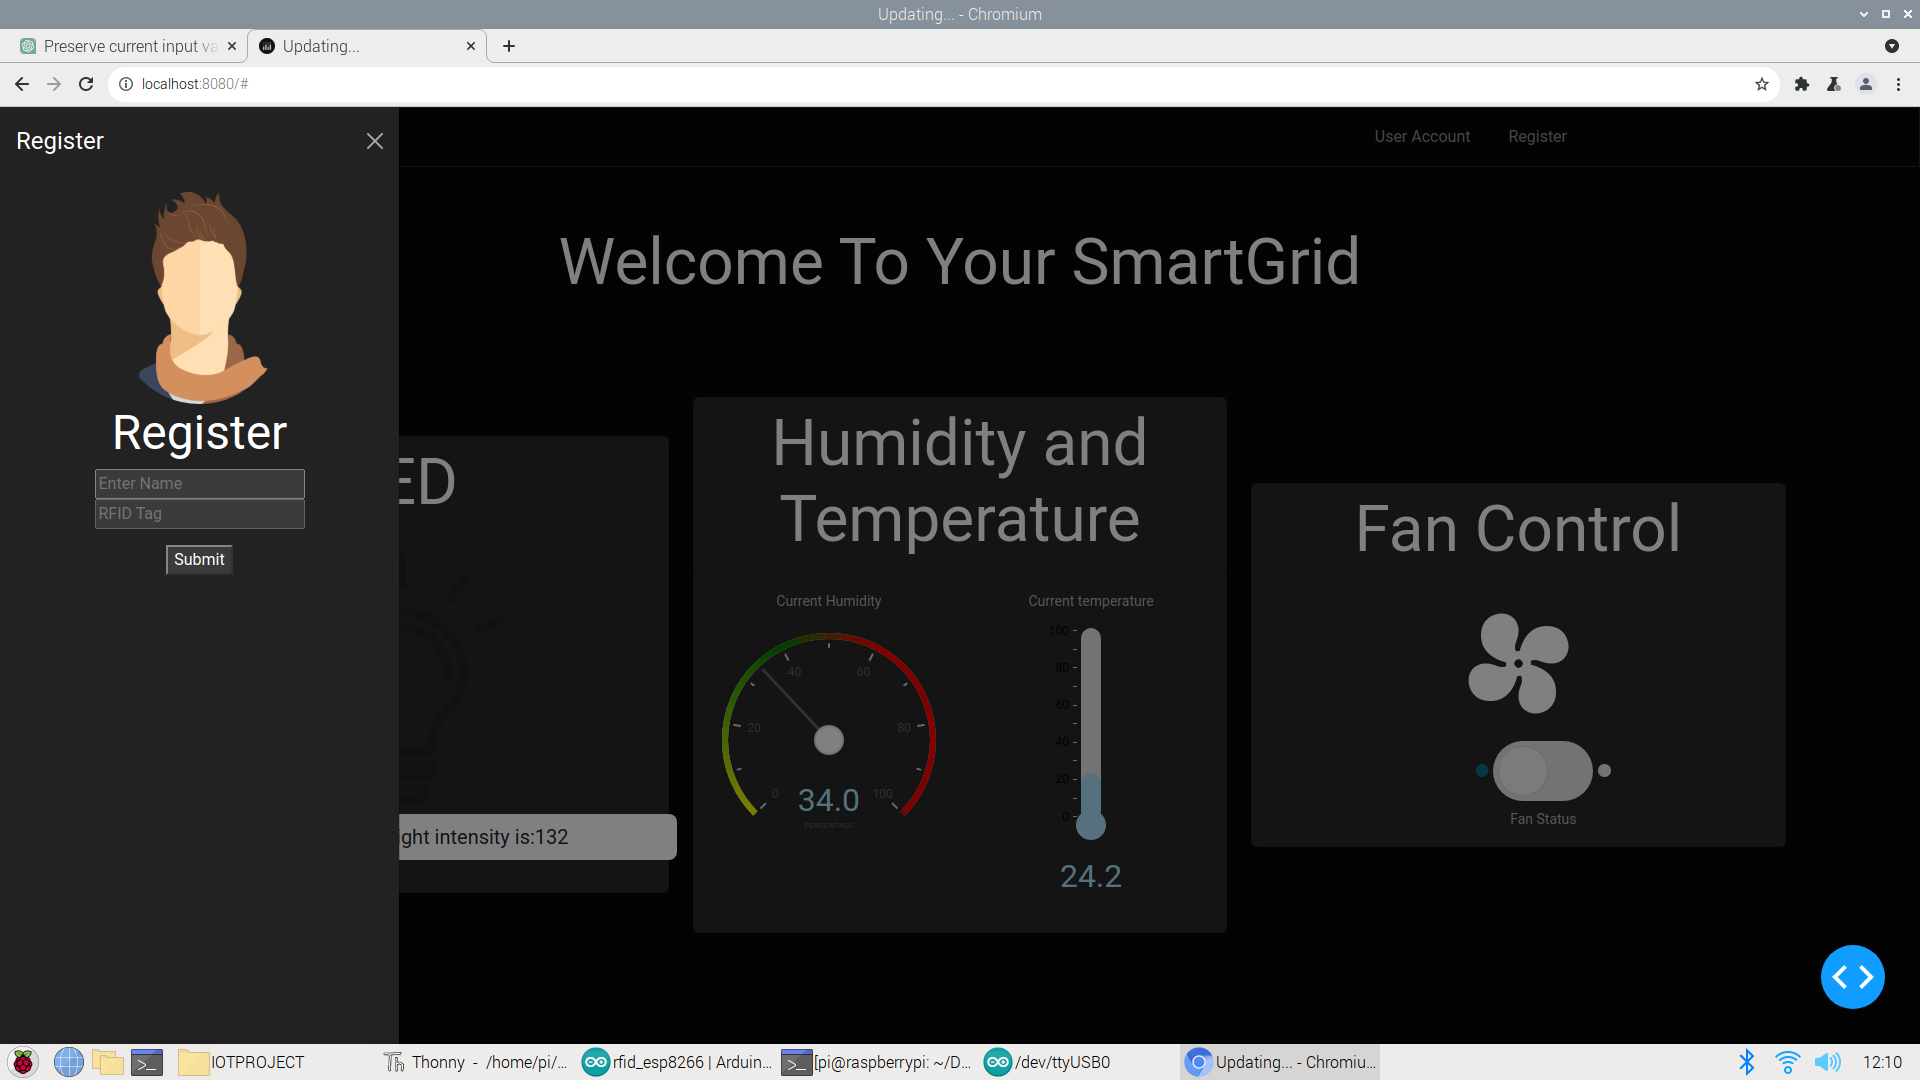 Updating... - Chromium
Preserve current input va
Updating...
localhost:8080/#
Register
User Account
Register
Welcome To Your SmartGrid
Register
Enter Name
RFID Tag
Submit
ED
ight intensity is:132
Humidity and
Temperature
Current Humidity
0
20
40
60
80
100
34.0
PERCENTAGE
Current temperature
100
80
60
40
20
0
24.2
Fan Control
Fan Status
IOTPROJECT
Thonny - /home/pi/...
rfid_esp8266 | Arduin...
[pi@raspberrypi: ~/D...
/dev/ttyUSB0
Updating... - Chromiu...
12:10